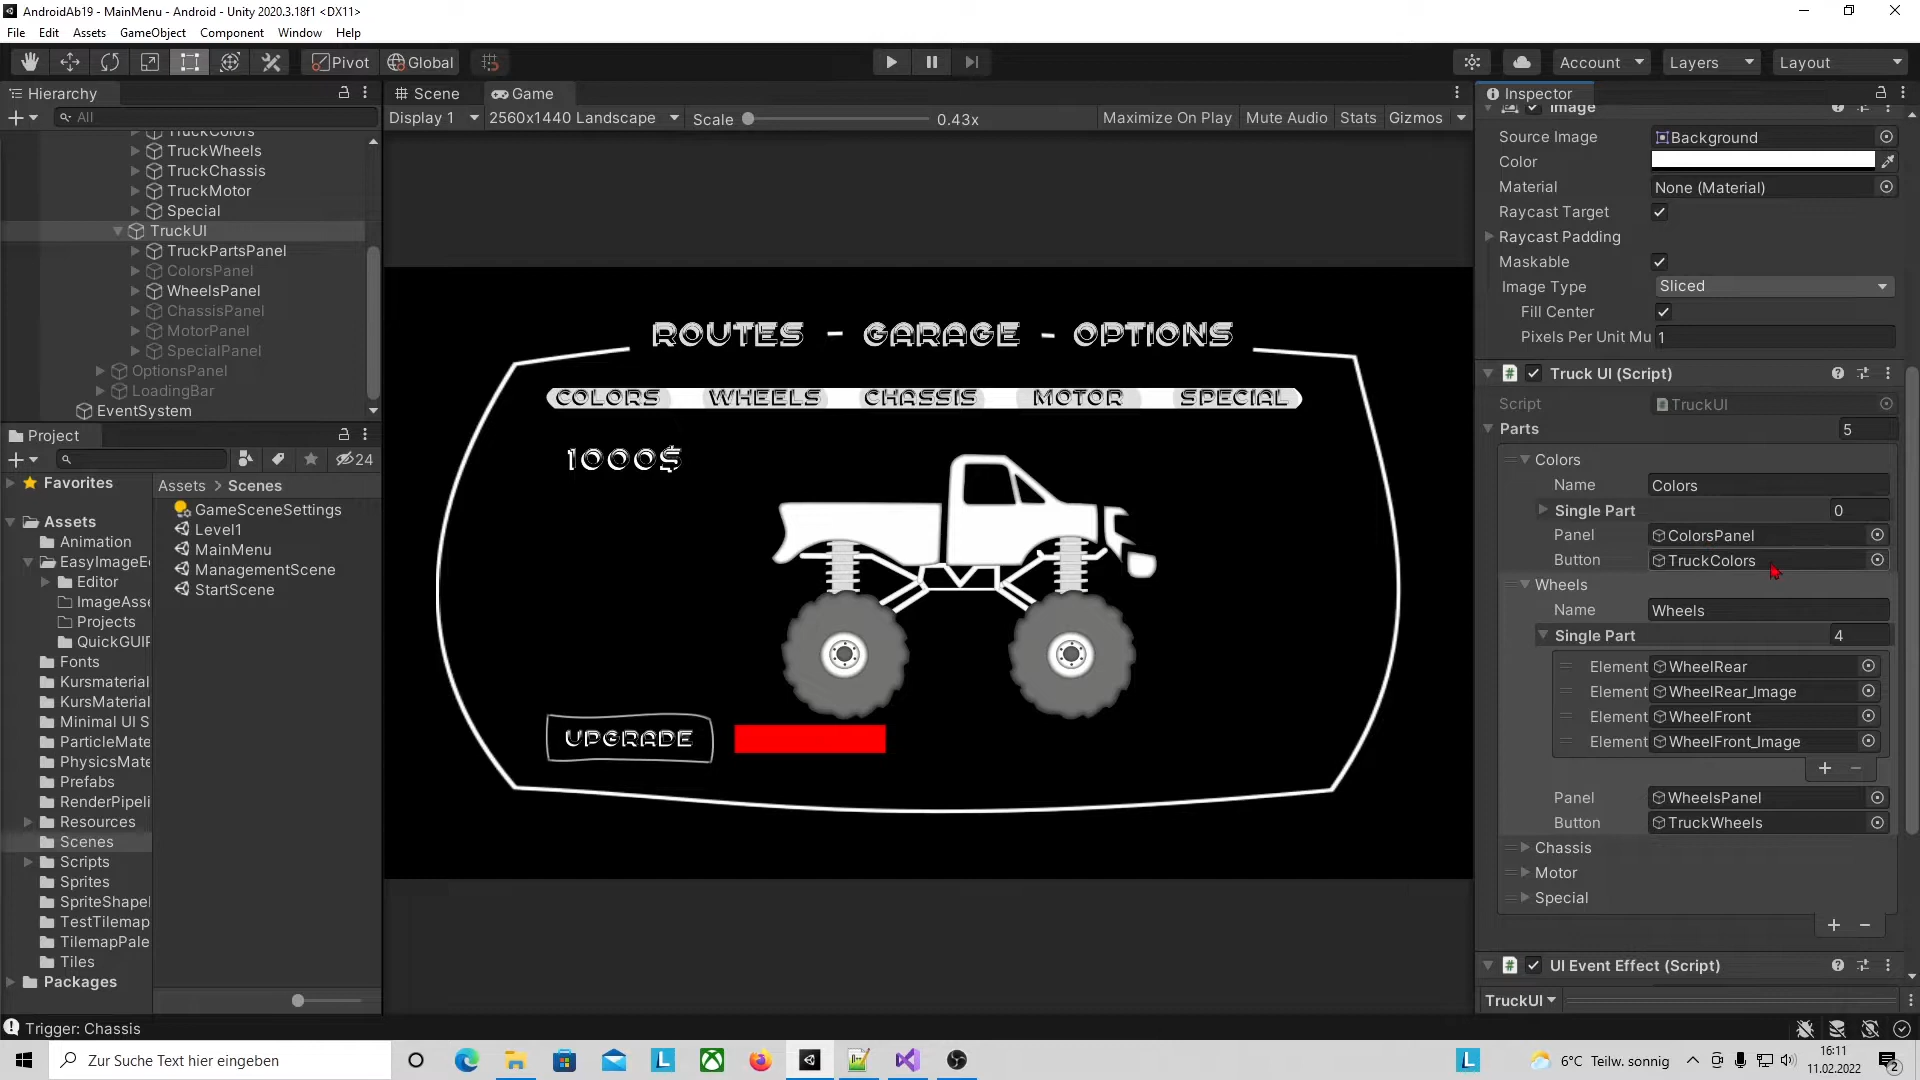 AndroidAb19 - MainMenu - Android - Unity 2020.3.18f1 <DX11>
File Edit Assets GameObject Component Window Help
Pivot Global Account Layers Layout
Hierarchy
All
TruckColors
TruckWheels
TruckChassis
TruckMotor
Special
TruckUI
TruckPartsPanel
ColorsPanel
WheelsPanel
ChassisPanel
MotorPanel
SpecialPanel
OptionsPanel
LoadingBar
EventSystem
Project
24
Favorites
Assets
Animation
EasyImageE
Editor
ImageAsse
Projects
QuickGUIP
Fonts
Kursmaterial
KursMaterial
Minimal UI S
ParticleMate
PhysicsMate
Prefabs
RenderPipeli
Resources
Scenes
Scripts
Sprites
SpriteShape
TestTilemap
TilemapPale
Tiles
Packages
Assets > Scenes
GameSceneSettings
Level1
MainMenu
ManagementScene
StartScene
Scene Game
Display 1 2560x1440 Landscape Scale 0.43x Maximize On Play Mute Audio Stats Gizmos
ROUTES - GARAGE - OPTIONS
COLORS WHEELS CHASSIS MOTOR SPECIAL
1000$
UPGRADE
Inspector
Image
Source Image Background
Color
Material None (Material)
Raycast Target
Raycast Padding
Maskable
Image Type Sliced
Fill Center
Pixels Per Unit Mu 1
Truck UI (Script)
Script TruckUI
Parts 5
Colors
Name Colors
Single Part 0
Panel ColorsPanel
Button TruckColors
Wheels
Name Wheels
Single Part 4
Element WheelRear
Element WheelRear_Image
Element WheelFront
Element WheelFront_Image
Panel WheelsPanel
Button TruckWheels
Chassis
Motor
Special
UI Event Effect (Script)
TruckUI
Trigger: Chassis
Zur Suche Text hier eingeben
6°C Teilw. sonnig
16:11
11.02.2022
2